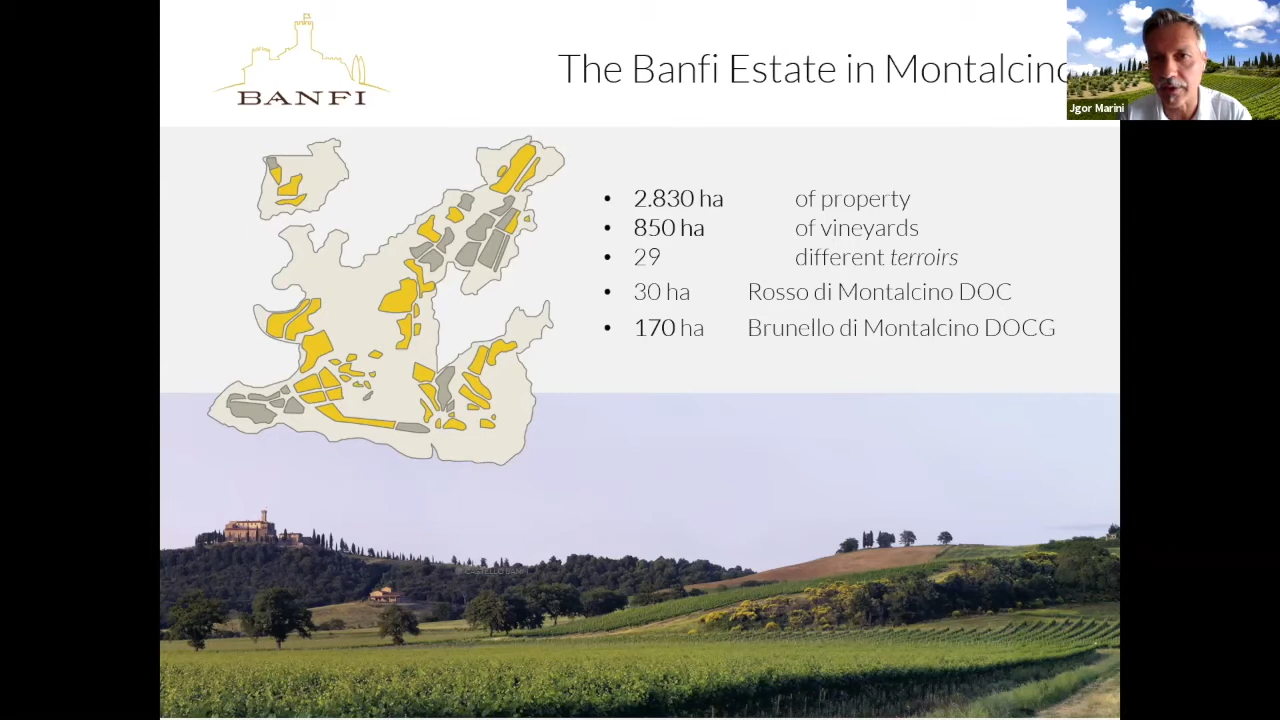 BANFI
The Banfi Estate in Montalcino
Jgor Marini
• 2.830 ha of property
• 850 ha of vineyards
• 29 different terroirs
• 30 ha Rosso di Montalcino DOC
• 170 ha Brunello di Montalcino DOCG